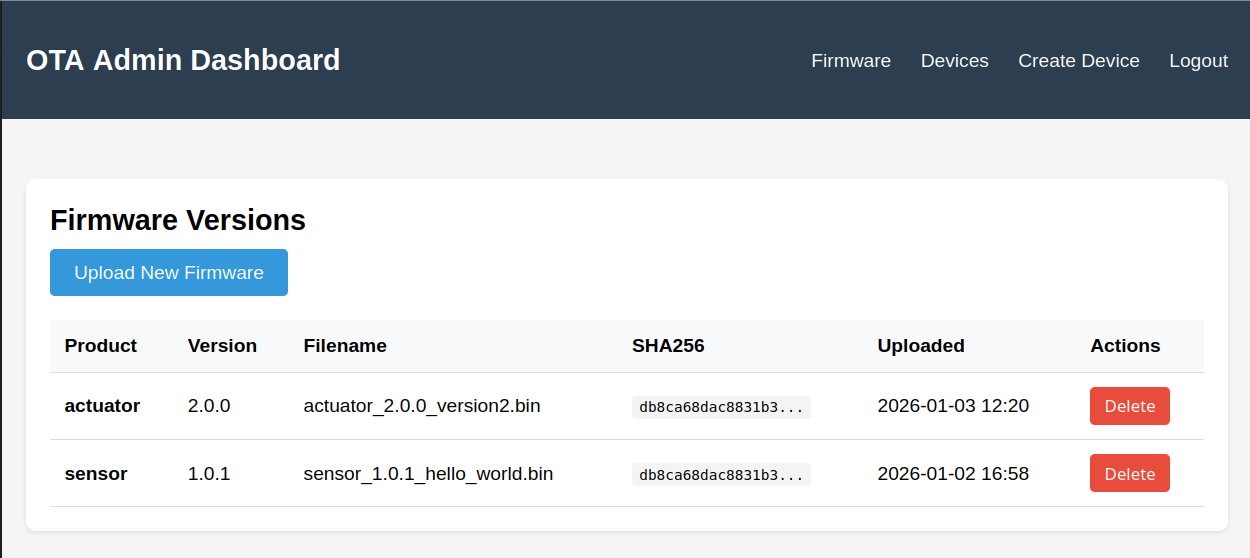 OTA Admin Dashboard
Firmware Devices Create Device Logout
Firmware Versions
Upload New Firmware
Product Version Filename SHA256 Uploaded Actions
actuator 2.0.0 actuator_2.0.0_version2.bin db8ca68dac8831b3... 2026-01-03 12:20 Delete
sensor 1.0.1 sensor_1.0.1_hello_world.bin db8ca68dac8831b3... 2026-01-02 16:58 Delete